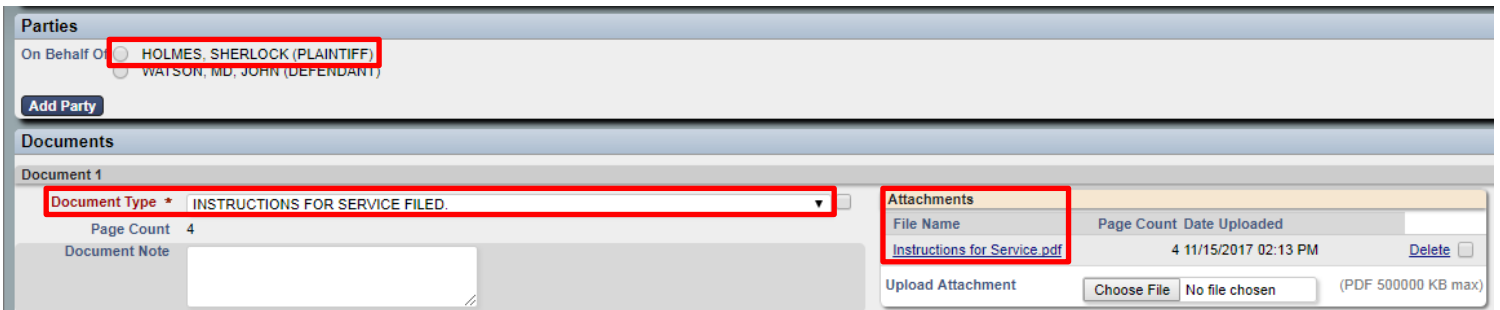 Parties
On Behalf Of HOLMES, SHERLOCK (PLAINTIFF)
WATSON, MD, JOHN (DEFENDANT)
Add Party
Documents
Document 1
Document Type * INSTRUCTIONS FOR SERVICE FILED.
Page Count 4
Document Note
Attachments
File Name Page Count Date Uploaded
Instructions for Service.pdf 4 11/15/2017 02:13 PM Delete
Upload Attachment Choose File No file chosen (PDF 500000 KB max)